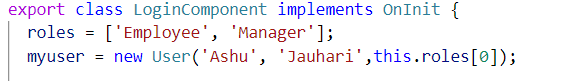 export class LoginComponent implements OnInit {
  roles = ['Employee', 'Manager'];
  myuser = new User('Ashu', 'Jauhari',this.roles[0]);